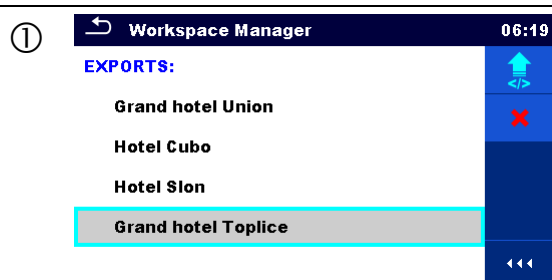 ①
Workspace Manager 06:19
EXPORTS:
</>
Grand hotel Union
Hotel Cubo
Hotel Slon
Grand hotel Toplice